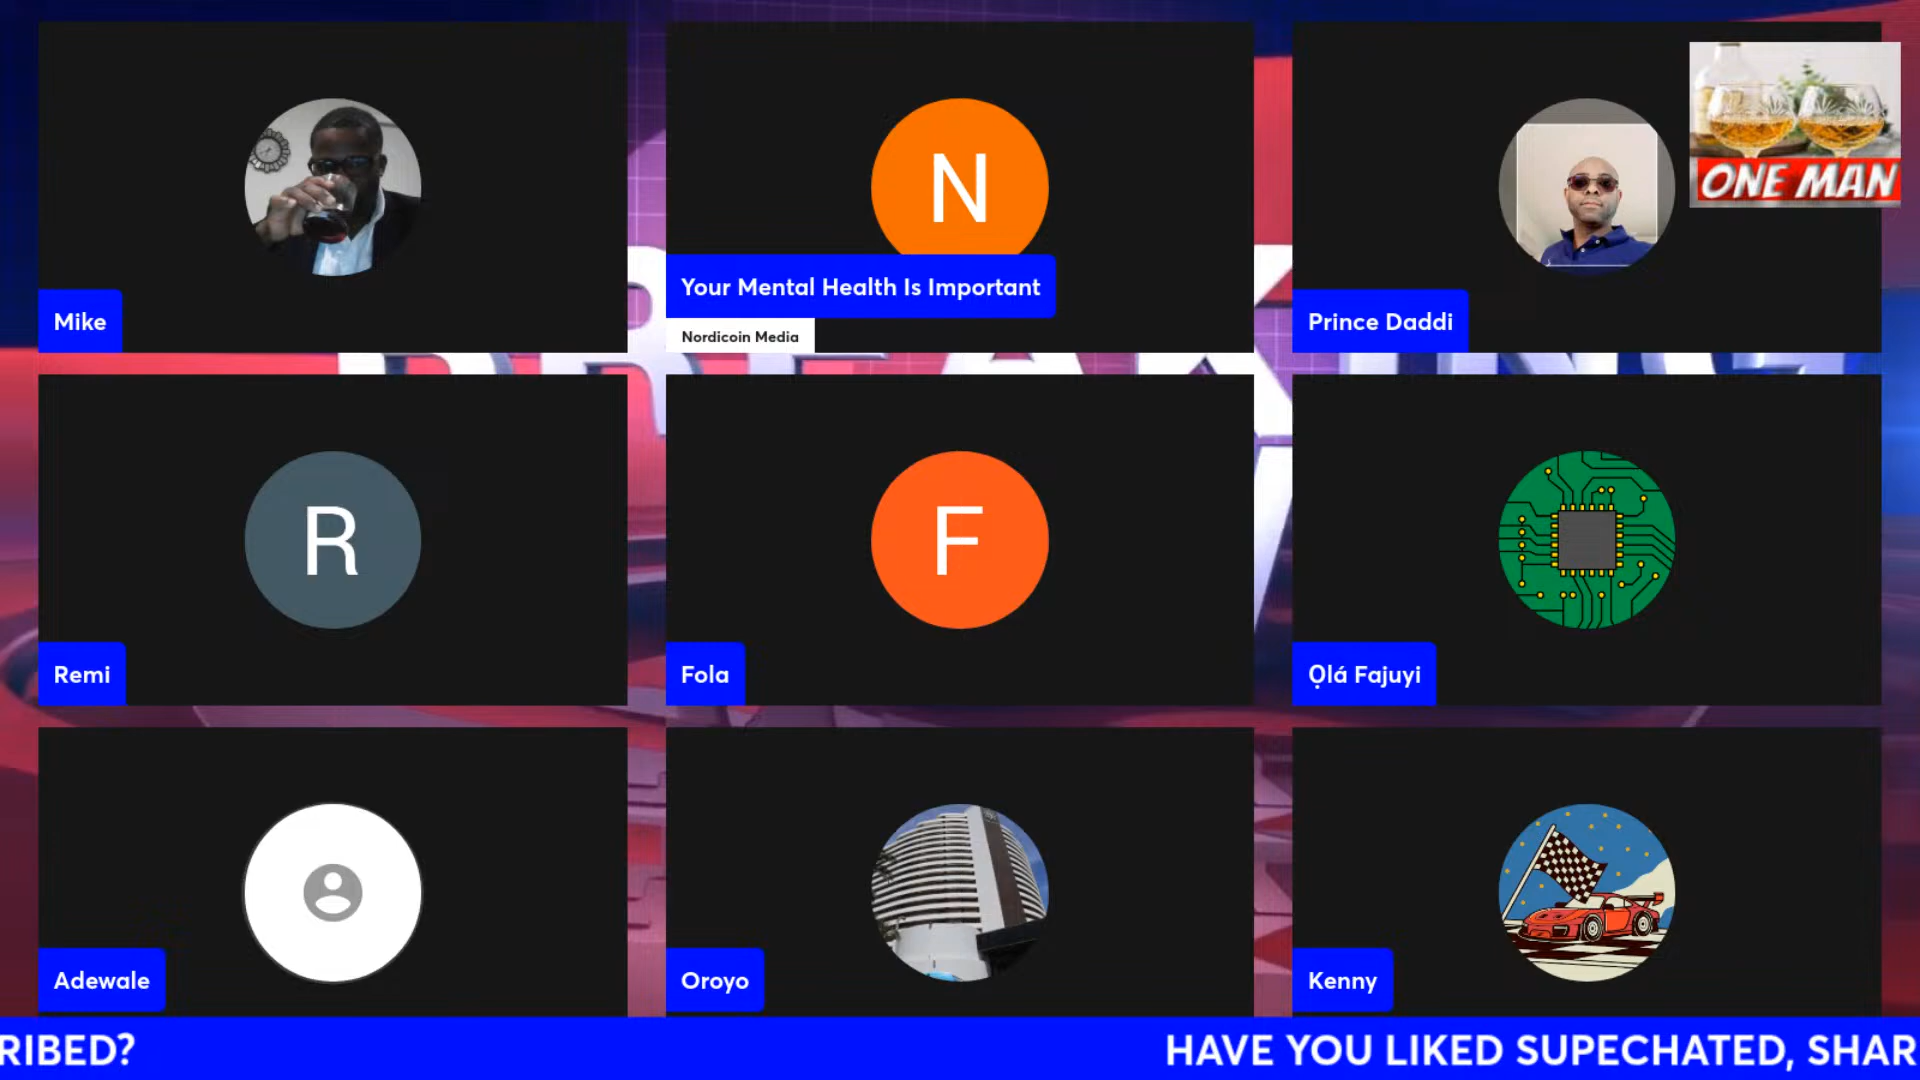 ONE MAN
N
Mike
Your Mental Health Is Important
Nordicoin Media
Prince Daddi
R
F
Remi
Fola
Ọlá Fajuyi
Adewale
Oroyo
Kenny
RIBED?
HAVE YOU LIKED SUPECHATED, SHAR